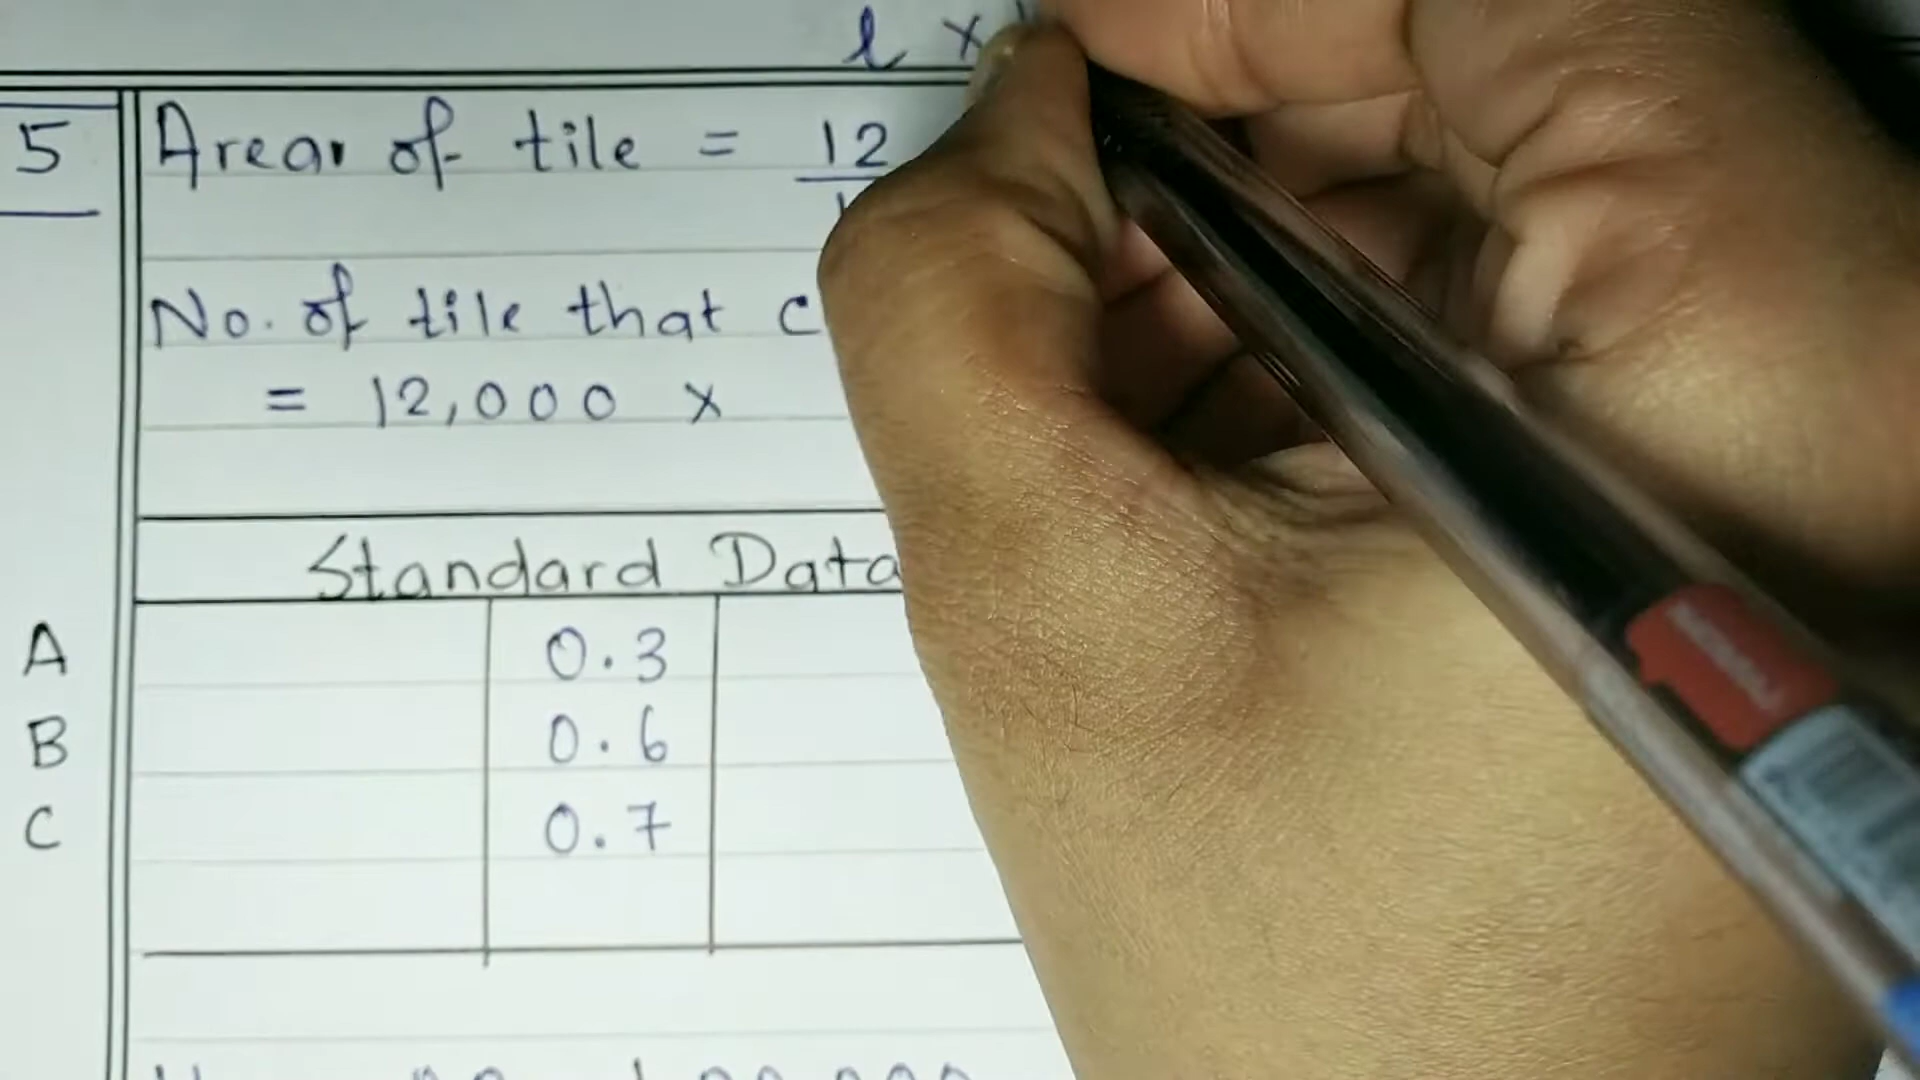 l ×
5 Area of tile = 12
No. of tile that c
= 12,000 ×
Standard Data
A 0.3
B 0.6
C 0.7